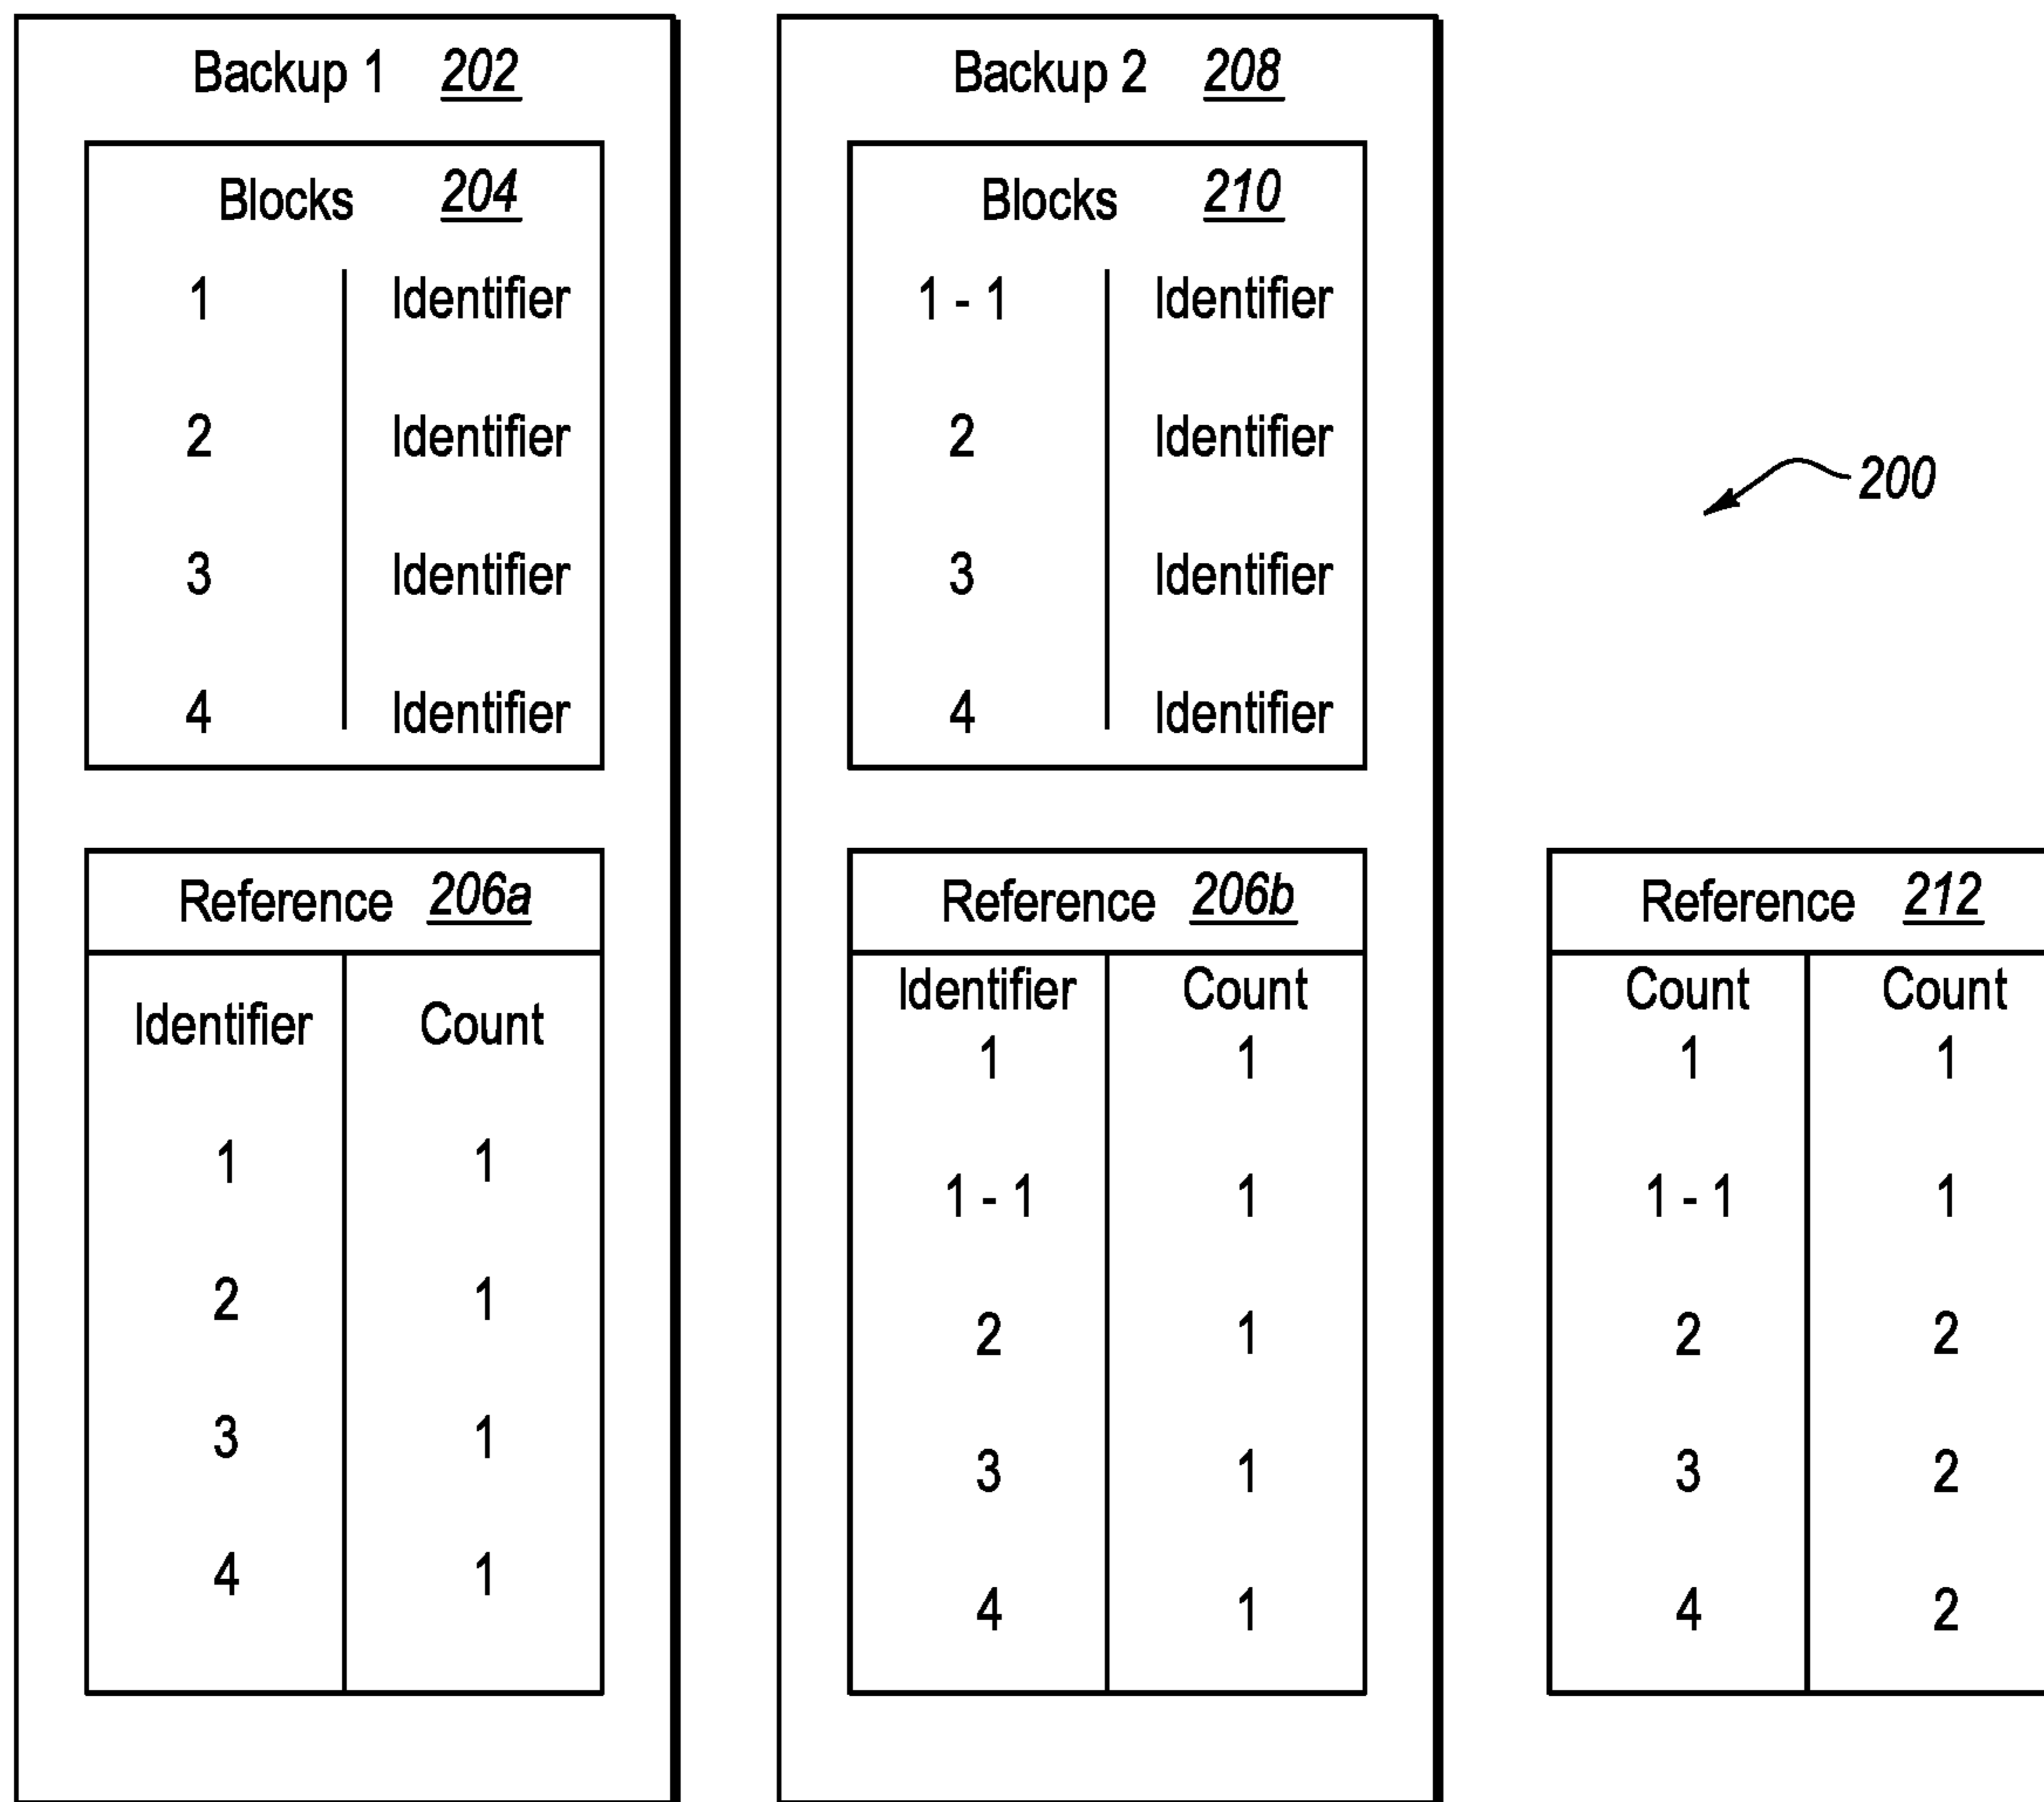 Backup 1 202
Blocks 204
1 Identifier
2 Identifier
3 Identifier
4 Identifier
Reference 206a
Identifier Count
1 1
2 1
3 1
4 1
Backup 2 208
Blocks 210
1 - 1 Identifier
2 Identifier
3 Identifier
4 Identifier
Reference 206b
Identifier Count
1 1
1 - 1 1
2 1
3 1
4 1
200
Reference 212
Count Count
1 1
1 - 1 1
2 2
3 2
4 2